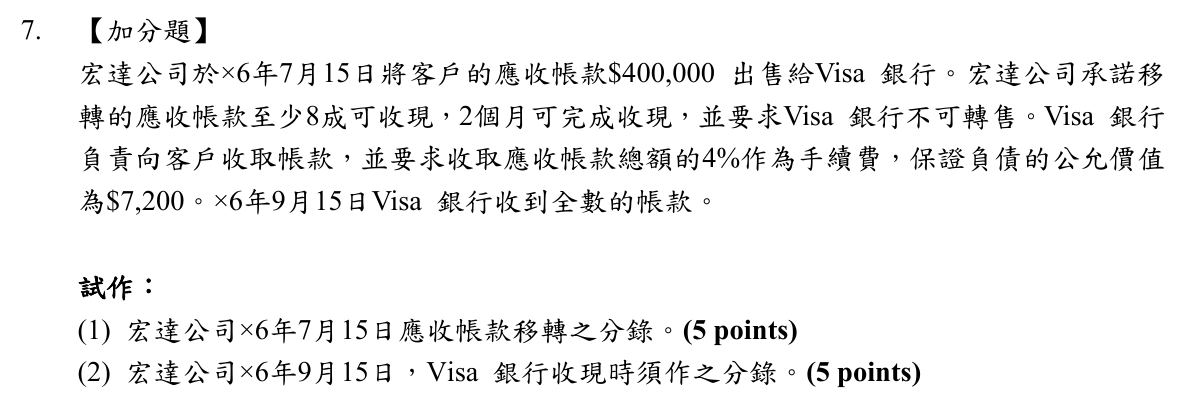 7. 【加分題】
宏達公司於×6年7月15日將客戶的應收帳款$400,000 出售給Visa 銀行。宏達公司承諾移
轉的應收帳款至少8成可收現，2個月可完成收現，並要求Visa 銀行不可轉售。Visa 銀行
負責向客戶收取帳款，並要求收取應收帳款總額的4%作為手續費，保證負債的公允價值
為$7,200。×6年9月15日Visa 銀行收到全數的帳款。
試作：
(1) 宏達公司×6年7月15日應收帳款移轉之分錄。(5 points)
(2) 宏達公司×6年9月15日，Visa 銀行收現時須作之分錄。(5 points)